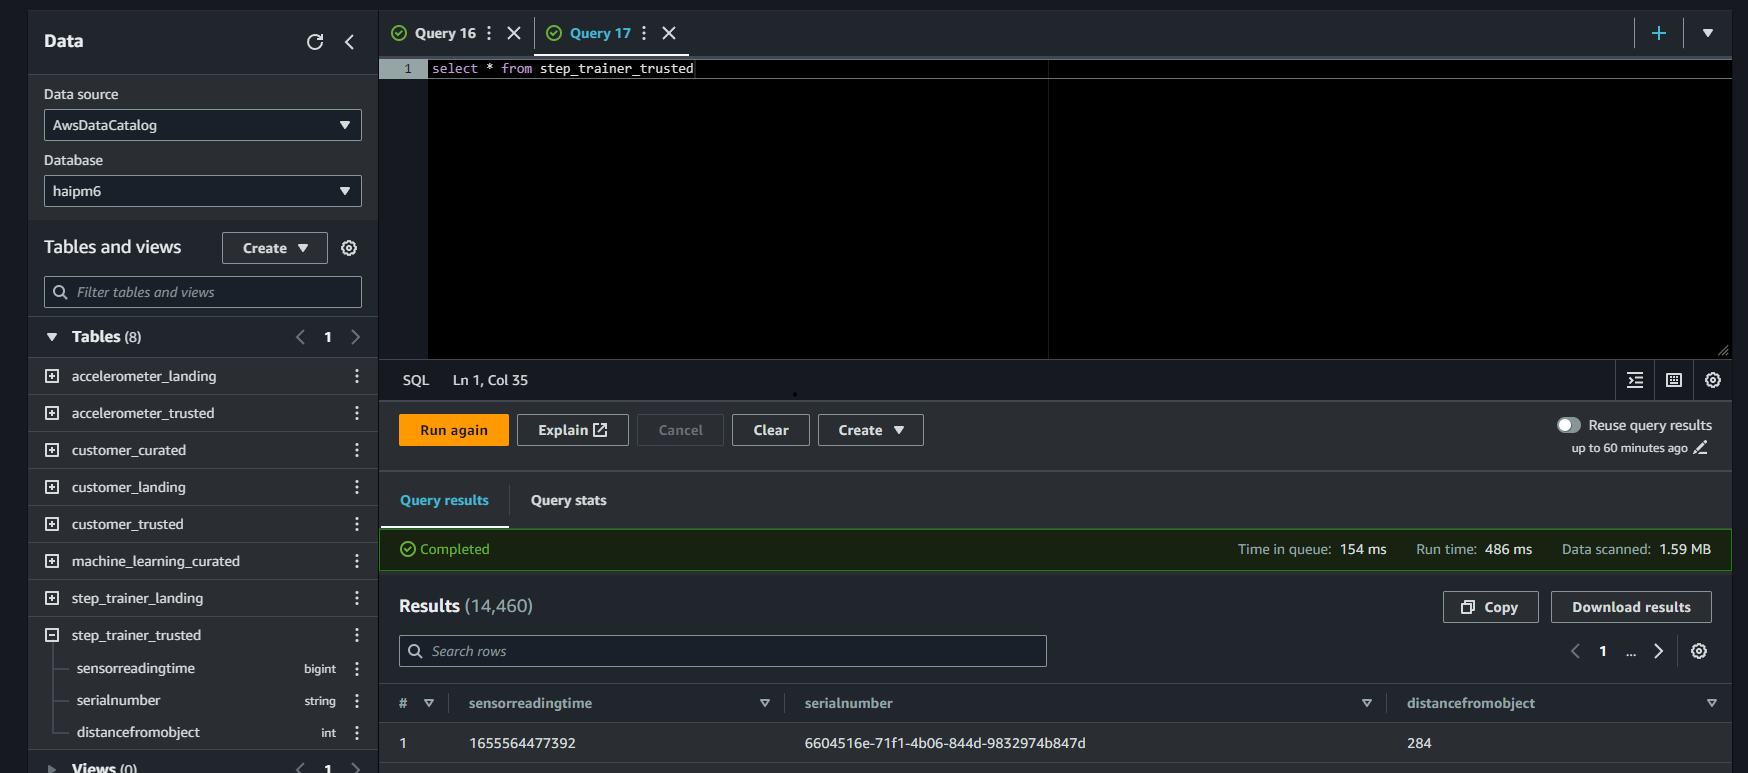 Data
Data source
AwsDataCatalog
Database
haipm6
Tables and views
Create
Filter tables and views
Tables (8)
1
accelerometer_landing
accelerometer_trusted
customer_curated
customer_landing
customer_trusted
machine_learning_curated
step_trainer_landing
step_trainer_trusted
sensorreadingtime bigint
serialnumber string
distancefromobject int
Views (0) 1
Query 16
Query 17
1 select * from step_trainer_trusted
SQL Ln 1, Col 35
Run again Explain Cancel Clear Create
Reuse query results
up to 60 minutes ago
Query results Query stats
Completed Time in queue: 154 ms Run time: 486 ms Data scanned: 1.59 MB
Results (14,460) Copy Download results
Search rows 1 ...
# sensorreadingtime serialnumber distancefromobject
1 1655564477392 6604516e-71f1-4b06-844d-9832974b847d 284